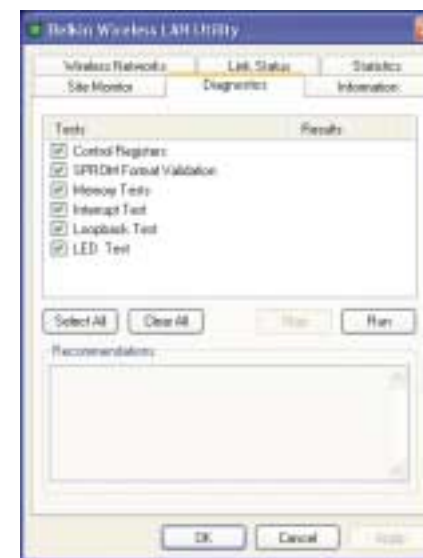 Belkin Wireless LAN Utility
Wireless Networks Link Status Statistics
Site Monitor Diagnostics Information
Tests Results
Control Registers
SPROM Format Validation
Memory Tests
Interrupt Test
Loopback Test
LED Test
Select All Clear All Stop Run
Recommendations
OK Cancel Apply